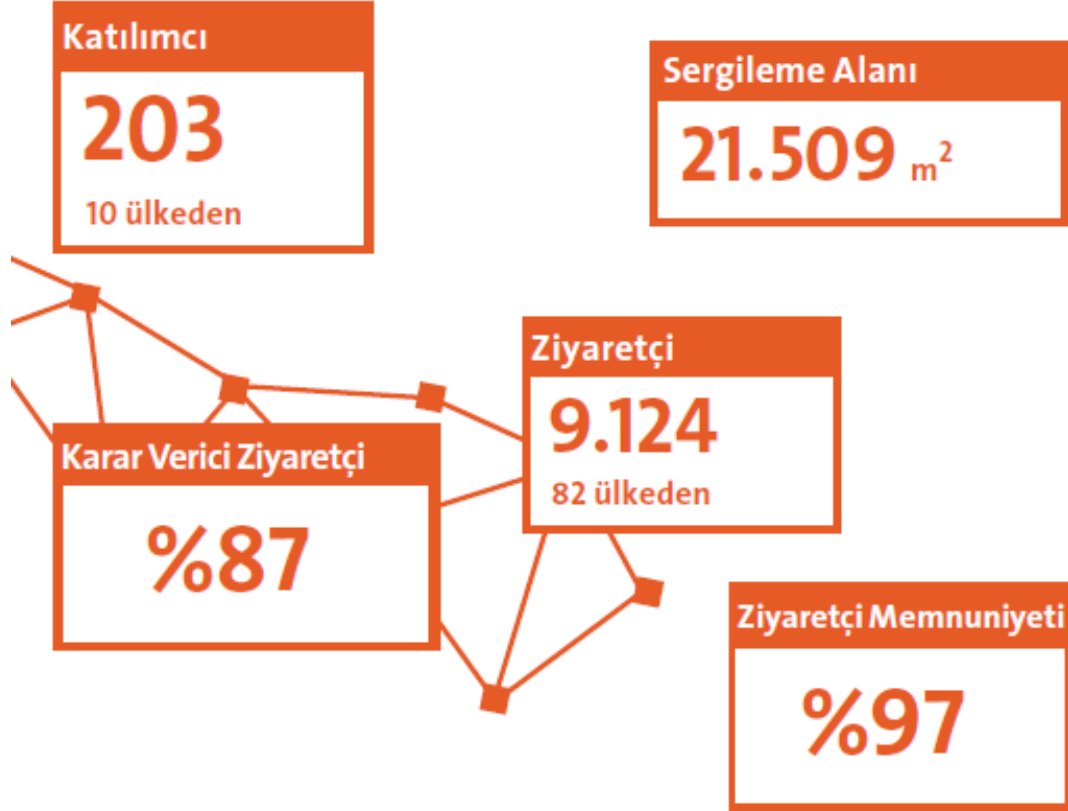 Katılımcı
203
10 ülkeden
Sergileme Alanı
21.509 m²
Ziyaretçi
9.124
82 ülkeden
Karar Verici Ziyaretçi
%87
Ziyaretçi Memnuniyeti
%97